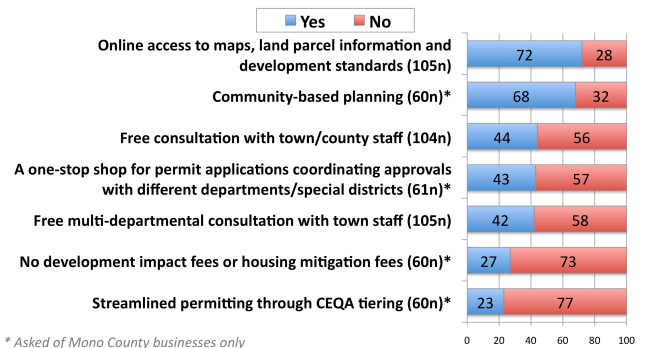 Yes No
Online access to maps, land parcel information and
development standards (105n)
72 28
Community-based planning (60n)*
68 32
Free consultation with town/county staff (104n)
44 56
A one-stop shop for permit applications coordinating approvals
with different departments/special districts (61n)*
43 57
Free multi-departmental consultation with town staff (105n)
42 58
No development impact fees or housing mitigation fees (60n)*
27 73
Streamlined permitting through CEQA tiering (60n)*
23 77
0 20 40 60 80 100
* Asked of Mono County businesses only